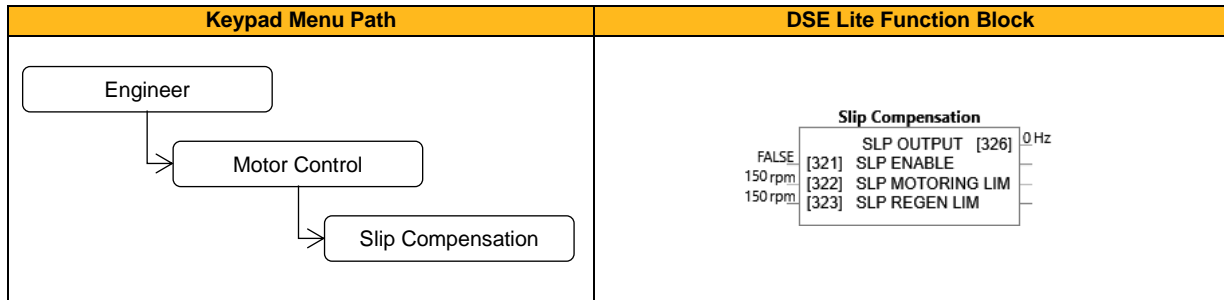 Keypad Menu Path
DSE Lite Function Block
Engineer
Motor Control
Slip Compensation
Slip Compensation
SLP OUTPUT [326] 0 Hz
FALSE [321] SLP ENABLE
150 rpm [322] SLP MOTORING LIM
150 rpm [323] SLP REGEN LIM